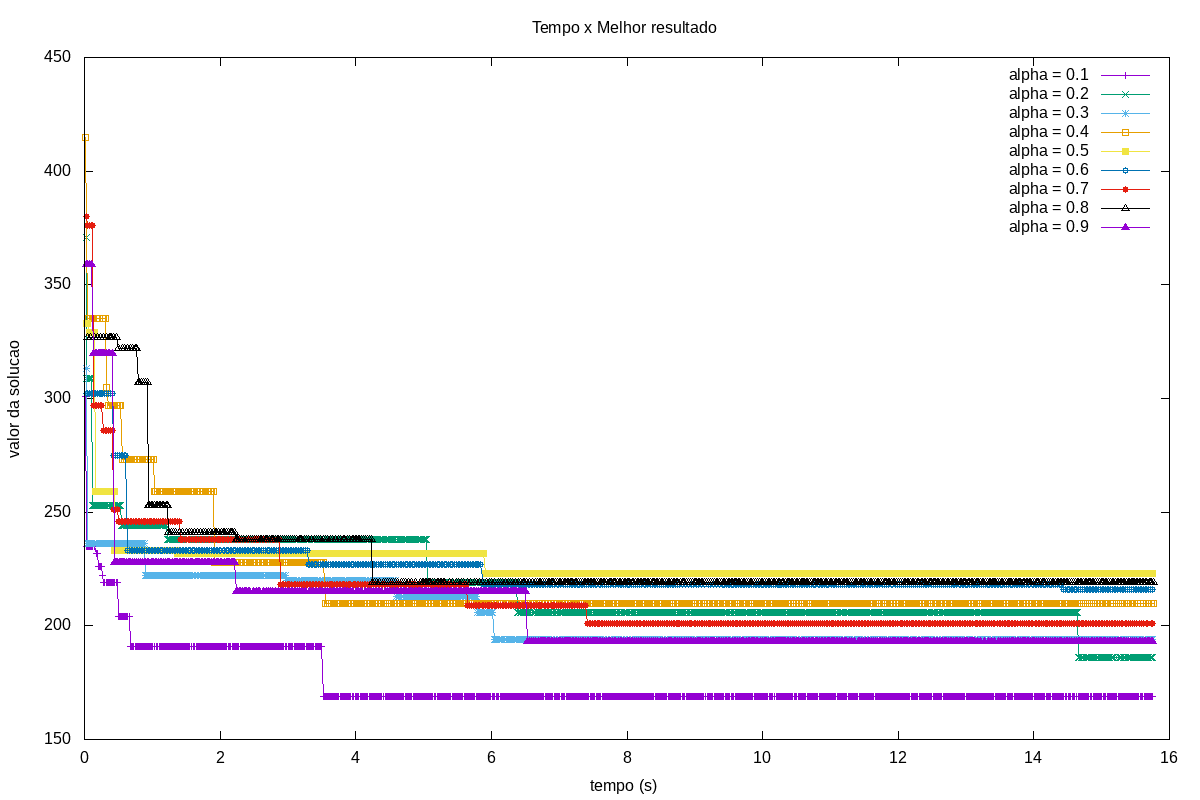 Tempo x Melhor resultado
450
400
350
300
250
200
150
valor da solucao
alpha = 0.1
alpha = 0.2
alpha = 0.3
alpha = 0.4
alpha = 0.5
alpha = 0.6
alpha = 0.7
alpha = 0.8
alpha = 0.9
0 2 4 6 8 10 12 14 16
tempo (s)